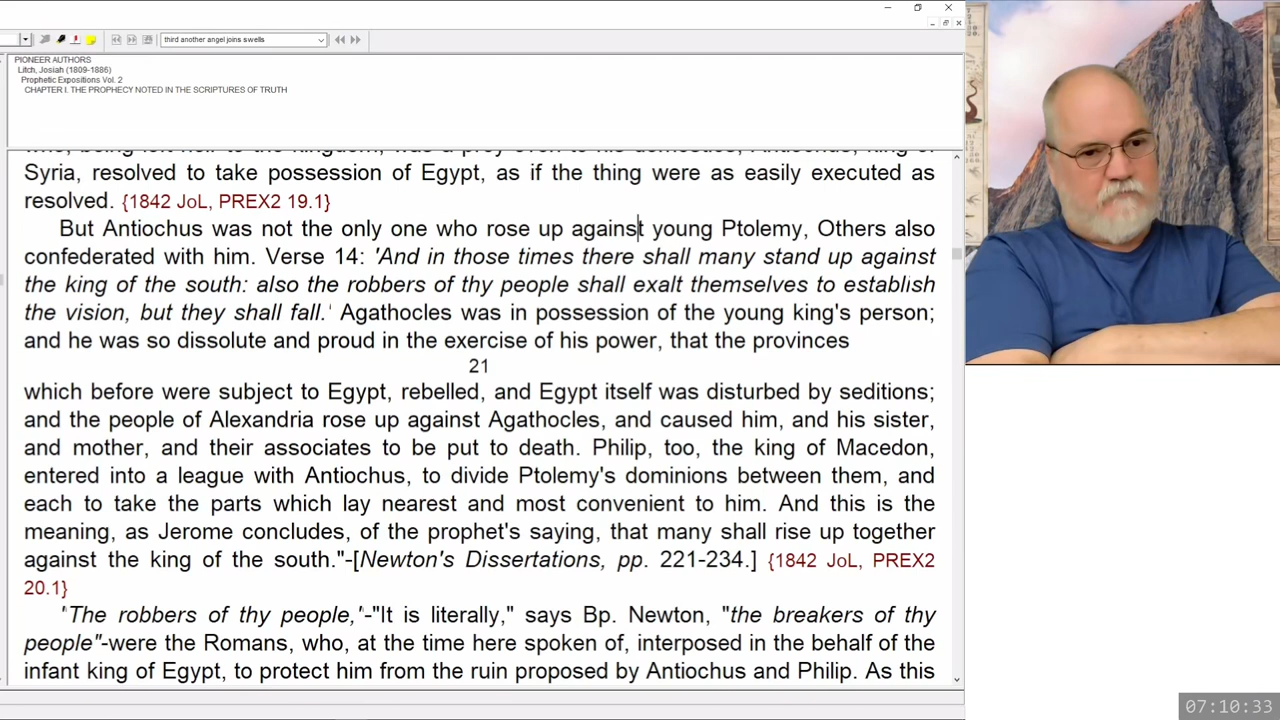 third another angel joins swells
PIONEER AUTHORS
Litch, Josiah (1809-1886)
Prophetic Expositions Vol. 2
CHAPTER I. THE PROPHECY NOTED IN THE SCRIPTURES OF TRUTH
Syria, resolved to take possession of Egypt, as if the thing were as easily executed as
resolved. {1842 JoL, PREX2 19.1}
But Antiochus was not the only one who rose up against young Ptolemy, Others also
confederated with him. Verse 14: 'And in those times there shall many stand up against
the king of the south: also the robbers of thy people shall exalt themselves to establish
the vision, but they shall fall.' Agathocles was in possession of the young king's person;
and he was so dissolute and proud in the exercise of his power, that the provinces
21
which before were subject to Egypt, rebelled, and Egypt itself was disturbed by seditions;
and the people of Alexandria rose up against Agathocles, and caused him, and his sister,
and mother, and their associates to be put to death. Philip, too, the king of Macedon,
entered into a league with Antiochus, to divide Ptolemy's dominions between them, and
each to take the parts which lay nearest and most convenient to him. And this is the
meaning, as Jerome concludes, of the prophet's saying, that many shall rise up together
against the king of the south."-[Newton's Dissertations, pp. 221-234.] {1842 JoL, PREX2
20.1}
'The robbers of thy people,'-"It is literally," says Bp. Newton, "the breakers of thy
people"-were the Romans, who, at the time here spoken of, interposed in the behalf of the
infant king of Egypt, to protect him from the ruin proposed by Antiochus and Philip. As this
07:10:33